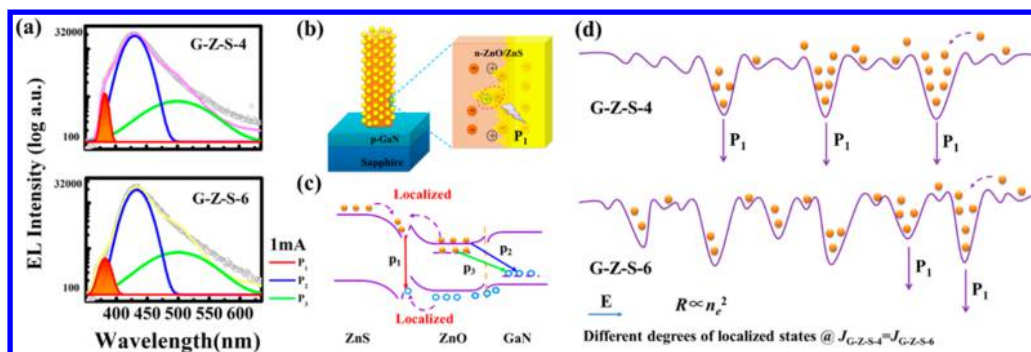 (a)
EL Intensity (log a.u.)
32000
G-Z-S-4
100
32000
G-Z-S-6
100
400 450 500 550 600
Wavelength(nm)
1mA
P₁
P₂
P₃
(b)
n-ZnO/ZnS
P₁
p-GaN
Sapphire
(c)
Localized
p₁
p₂
p₃
Localized
ZnS ZnO GaN
(d)
G-Z-S-4
P₁ P₁ P₁
G-Z-S-6
P₁
P₁
E
R∝nₑ²
Different degrees of localized states @ J_G-Z-S-4=J_G-Z-S-6